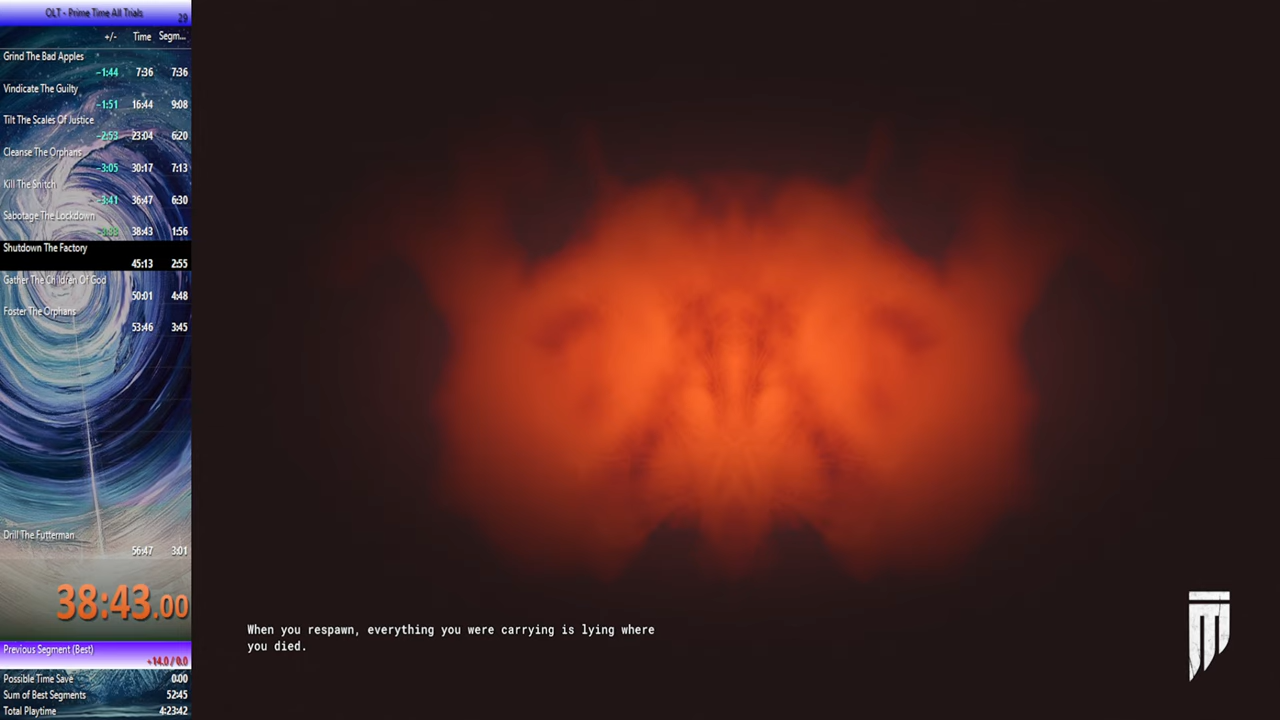 OLT - Prime Time All Trials
29
+/- Time Segm...
Grind The Bad Apples
-1:44 7:36 7:36
Vindicate The Guilty
-1:51 16:44 9:08
Tilt The Scales Of Justice
-2:53 23:04 6:20
Cleanse The Orphans
-3:05 30:17 7:13
Kill The Snitch
-3:41 36:47 6:30
Sabotage The Lockdown
38:43 1:56
Shutdown The Factory
45:13 2:55
Gather The Children Of God
50:01 4:48
Foster The Orphans
53:46 3:45
Drill The Futterman
56:47 3:01
38:43.00
Previous Segment (Best)
+14.0 / 0.0
Possible Time Save 0:00
Sum of Best Segments 52:45
Total Playtime 4:23:42
When you respawn, everything you were carrying is lying where
you died.